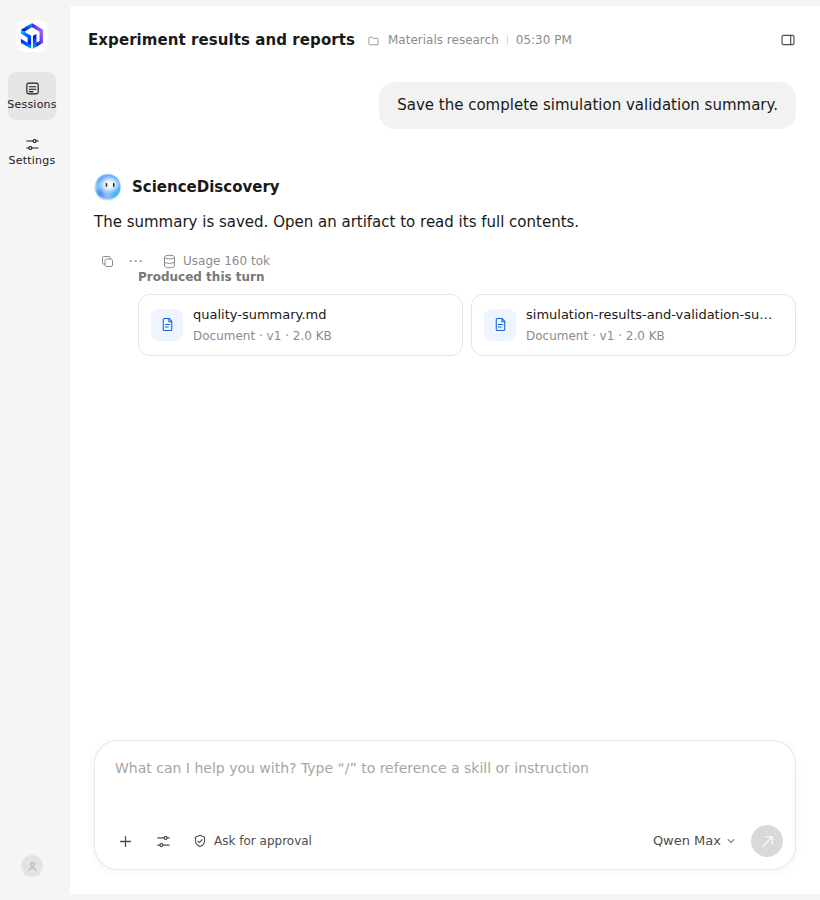 Experiment results and reports
Materials research
05:30 PM
Sessions
Settings
Save the complete simulation validation summary.
ScienceDiscovery
The summary is saved. Open an artifact to read its full contents.
Usage 160 tok
Produced this turn
quality-summary.md
Document · v1 · 2.0 KB
simulation-results-and-validation-su...
Document · v1 · 2.0 KB
What can I help you with? Type “/” to reference a skill or instruction
Ask for approval
Qwen Max